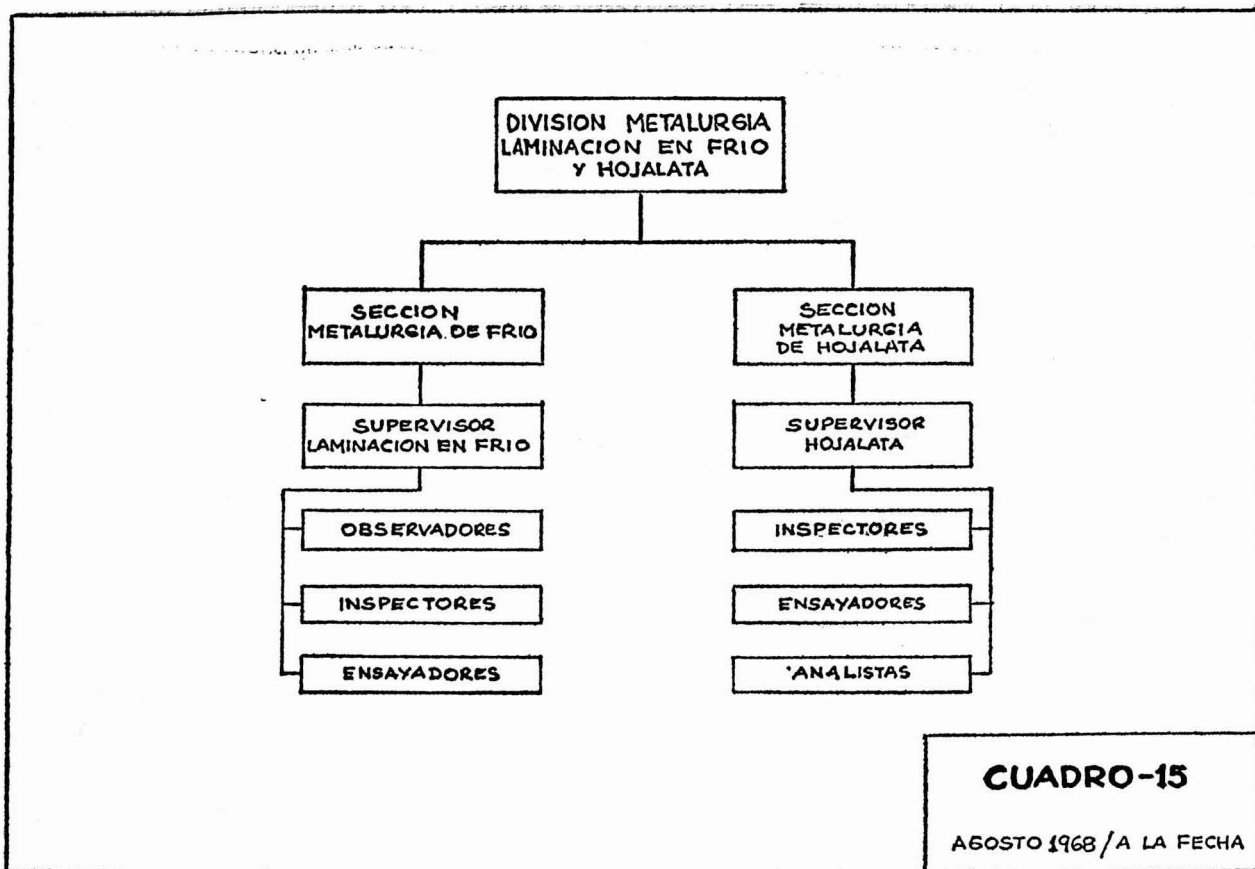 DIVISION METALURGIA
LAMINACION EN FRIO
Y HOJALATA
SECCION
METALURGIA DE FRIO
SECCION
METALURGIA
DE HOJALATA
SUPERVISOR
LAMINACION EN FRIO
SUPERVISOR
HOJALATA
OBSERVADORES
INSPECTORES
ENSAYADORES
INSPECTORES
ENSAYADORES
ANALISTAS
CUADRO-15
AGOSTO 1968/A LA FECHA